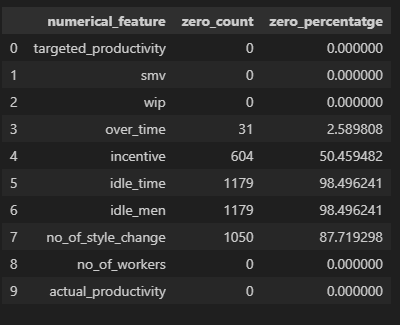 numerical_feature zero_count zero_percentatge
0 targeted_productivity 0 0.000000
1 smv 0 0.000000
2 wip 0 0.000000
3 over_time 31 2.589808
4 incentive 604 50.459482
5 idle_time 1179 98.496241
6 idle_men 1179 98.496241
7 no_of_style_change 1050 87.719298
8 no_of_workers 0 0.000000
9 actual_productivity 0 0.000000